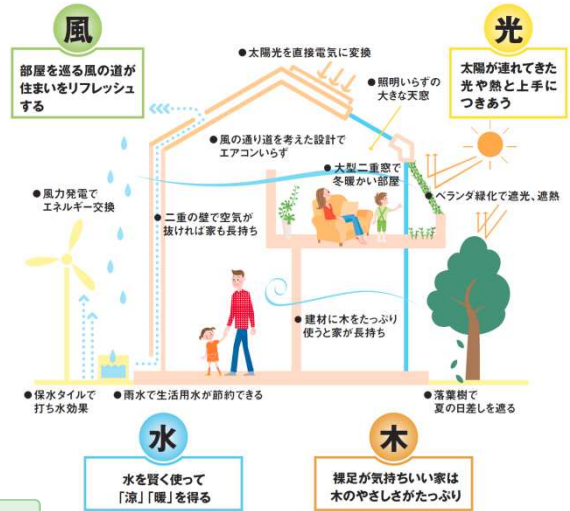 風
部屋を巡る風の道が
住まいをリフレッシュ
する
光
太陽が連れてきた
光や熱と上手に
つきあう
●太陽光を直接電気に変換
●照明いらずの
大きな天窓
●風の通り道を考えた設計で
エアコンいらず
●大型二重窓で
冬暖かい部屋
●風力発電で
エネルギー交換
●二重の壁で空気が
抜ければ家も長持ち
●ベランダ緑化で遮光、遮熱
●建材に木をたっぷり
使うと家が長持ち
●保水タイルで
打ち水効果
●雨水で生活用水が節約できる
●落葉樹で
夏の日差しを遮る
水
水を賢く使って
「涼」「暖」を得る
木
裸足が気持ちいい家は
木のやさしさがたっぷり